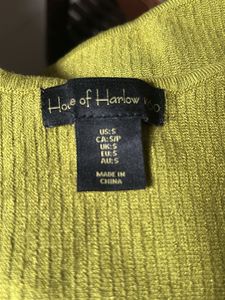 House of Harlow 1960
US:S
CA:S/P
UK:S
EU:S
AU:S
MADE IN
CHINA